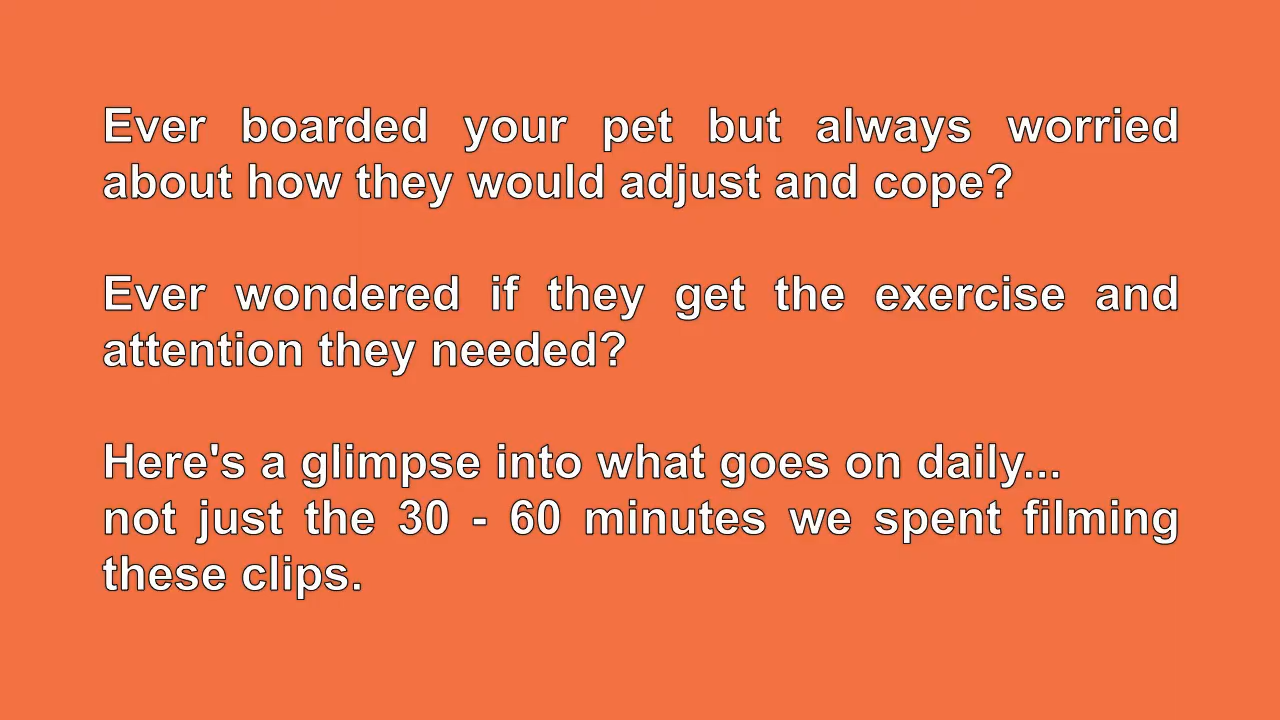 Ever boarded your pet but always worried
about how they would adjust and cope?
Ever wondered if they get the exercise and
attention they needed?
Here's a glimpse into what goes on daily...
not just the 30 - 60 minutes we spent filming
these clips.